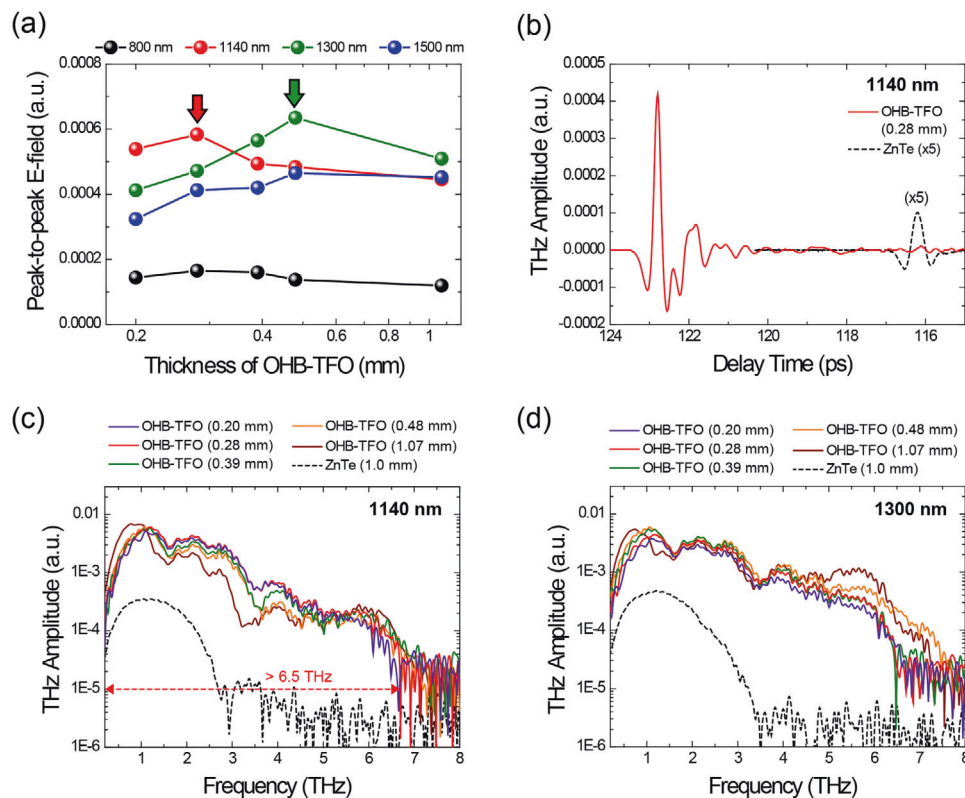 (a)
800 nm 1140 nm 1300 nm 1500 nm
0.0008
0.0006
0.0004
0.0002
0.0000
Peak-to-peak E-field (a.u.)
0.2 0.4 0.6 0.8 1
Thickness of OHB-TFO (mm)
(b)
1140 nm
OHB-TFO
(0.28 mm)
ZnTe (x5)
(x5)
0.0005
0.0004
0.0003
0.0002
0.0001
0.0000
-0.0001
-0.0002
THz Amplitude (a.u.)
124 122 120 118 116
Delay Time (ps)
(c)
OHB-TFO (0.20 mm) OHB-TFO (0.48 mm)
OHB-TFO (0.28 mm) OHB-TFO (1.07 mm)
OHB-TFO (0.39 mm) ZnTe (1.0 mm)
1140 nm
0.01
1E-3
1E-4
1E-5
1E-6
> 6.5 THz
THz Amplitude (a.u.)
1 2 3 4 5 6 7 8
Frequency (THz)
(d)
OHB-TFO (0.20 mm) OHB-TFO (0.48 mm)
OHB-TFO (0.28 mm) OHB-TFO (1.07 mm)
OHB-TFO (0.39 mm) ZnTe (1.0 mm)
1300 nm
0.01
1E-3
1E-4
1E-5
1E-6
THz Amplitude (a.u.)
1 2 3 4 5 6 7 8
Frequency (THz)